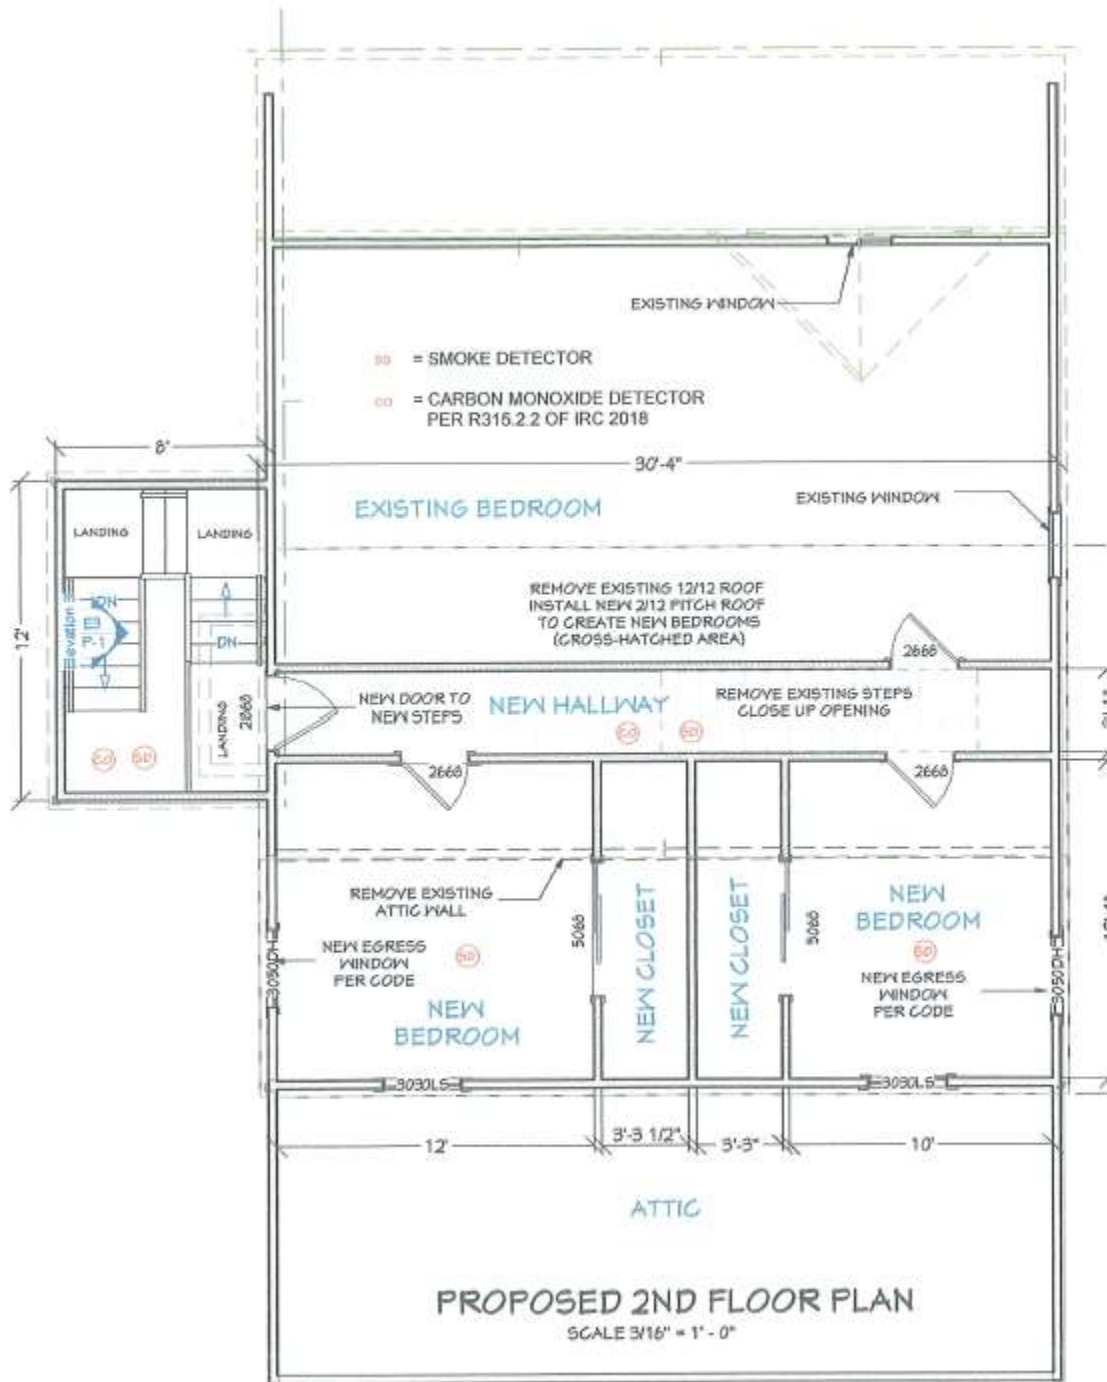 EXISTING WINDOW
SD = SMOKE DETECTOR
CO = CARBON MONOXIDE DETECTOR
PER R315.2.2 OF IRC 2018
8'
30'-4"
EXISTING BEDROOM
EXISTING WINDOW
LANDING
LANDING
12'
DN
Elevation 3
P-1
DN
REMOVE EXISTING 12/12 ROOF
INSTALL NEW 2/12 PITCH ROOF
TO CREATE NEW BEDROOMS
(CROSS-HATCHED AREA)
2668
LANDING
2868
NEW DOOR TO
NEW STEPS
NEW HALLWAY
REMOVE EXISTING STEPS
CLOSE UP OPENING
CO
SD
CO
SD
2668
2668
REMOVE EXISTING
ATTIC WALL
5068
NEW CLOSET
NEW CLOSET
5068
NEW
BEDROOM
SD
SD
3050DH
NEW EGRESS
WINDOW
PER CODE
NEW EGRESS
WINDOW
PER CODE
3050DH
NEW
BEDROOM
3030LS
3030LS
12'
3'-3 1/2"
3'-3"
10'
ATTIC
PROPOSED 2ND FLOOR PLAN
SCALE 3/16" = 1' - 0"